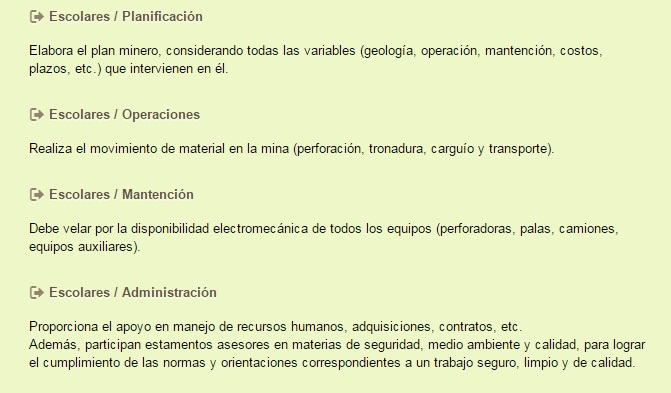 Escolares / Planificación
Elabora el plan minero, considerando todas las variables (geología, operación, mantención, costos,
plazos, etc.) que intervienen en él.
Escolares / Operaciones
Realiza el movimiento de material en la mina (perforación, tronadura, carguío y transporte).
Escolares / Mantención
Debe velar por la disponibilidad electromecánica de todos los equipos (perforadoras, palas, camiones,
equipos auxiliares).
Escolares / Administración
Proporciona el apoyo en manejo de recursos humanos, adquisiciones, contratos, etc.
Además, participan estamentos asesores en materias de seguridad, medio ambiente y calidad, para lograr
el cumplimiento de las normas y orientaciones correspondientes a un trabajo seguro, limpio y de calidad.